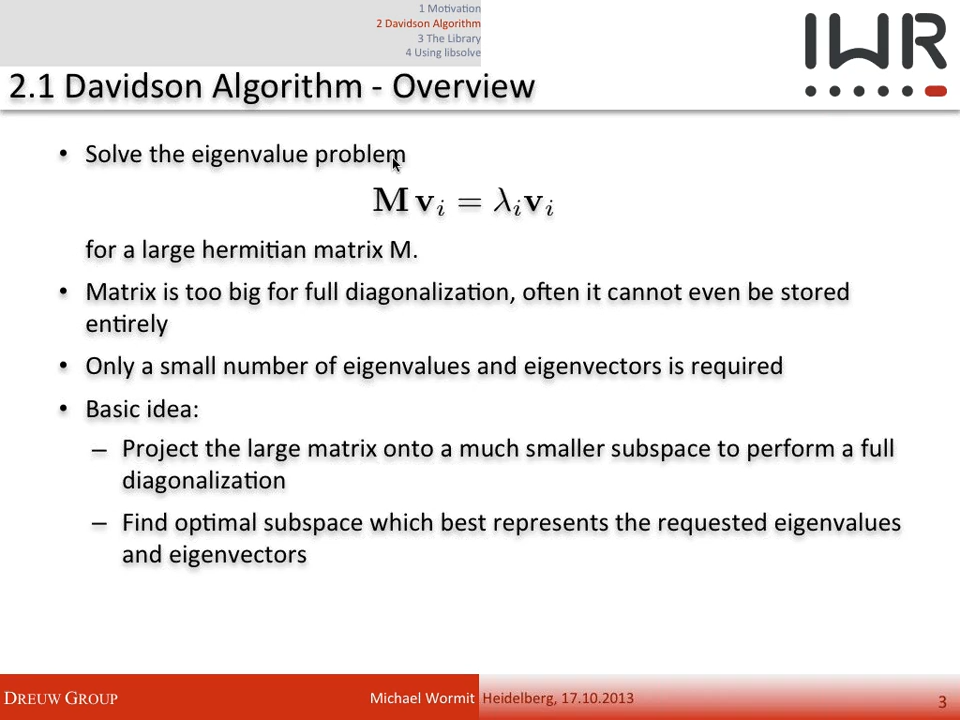 1 Motivation
2 Davidson Algorithm
3 The Library
4 Using libsolve
IWR
2.1 Davidson Algorithm - Overview
• Solve the eigenvalue problem
M v_i = λ_i v_i
for a large hermitian matrix M.
• Matrix is too big for full diagonalization, often it cannot even be stored
entirely
• Only a small number of eigenvalues and eigenvectors is required
• Basic idea:
– Project the large matrix onto a much smaller subspace to perform a full
diagonalization
– Find optimal subspace which best represents the requested eigenvalues
and eigenvectors
DREUW GROUP
Michael Wormit Heidelberg, 17.10.2013
3